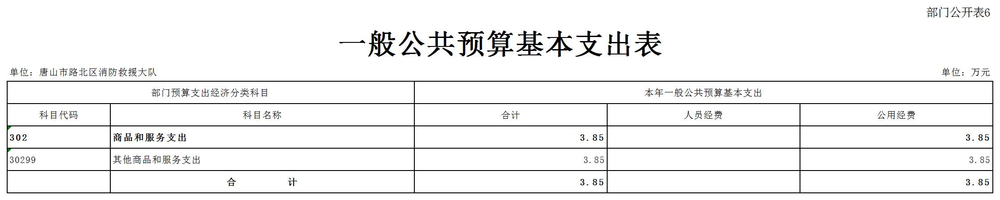 部门公开表6
一般公共预算基本支出表
单位：唐山市路北区消防救援大队 单位：万元
部门预算支出经济分类科目 本年一般公共预算基本支出
科目代码 科目名称 合计 人员经费 公用经费
302 商品和服务支出 3.85 3.85
30299 其他商品和服务支出 3.85 3.85
合 计 3.85 3.85